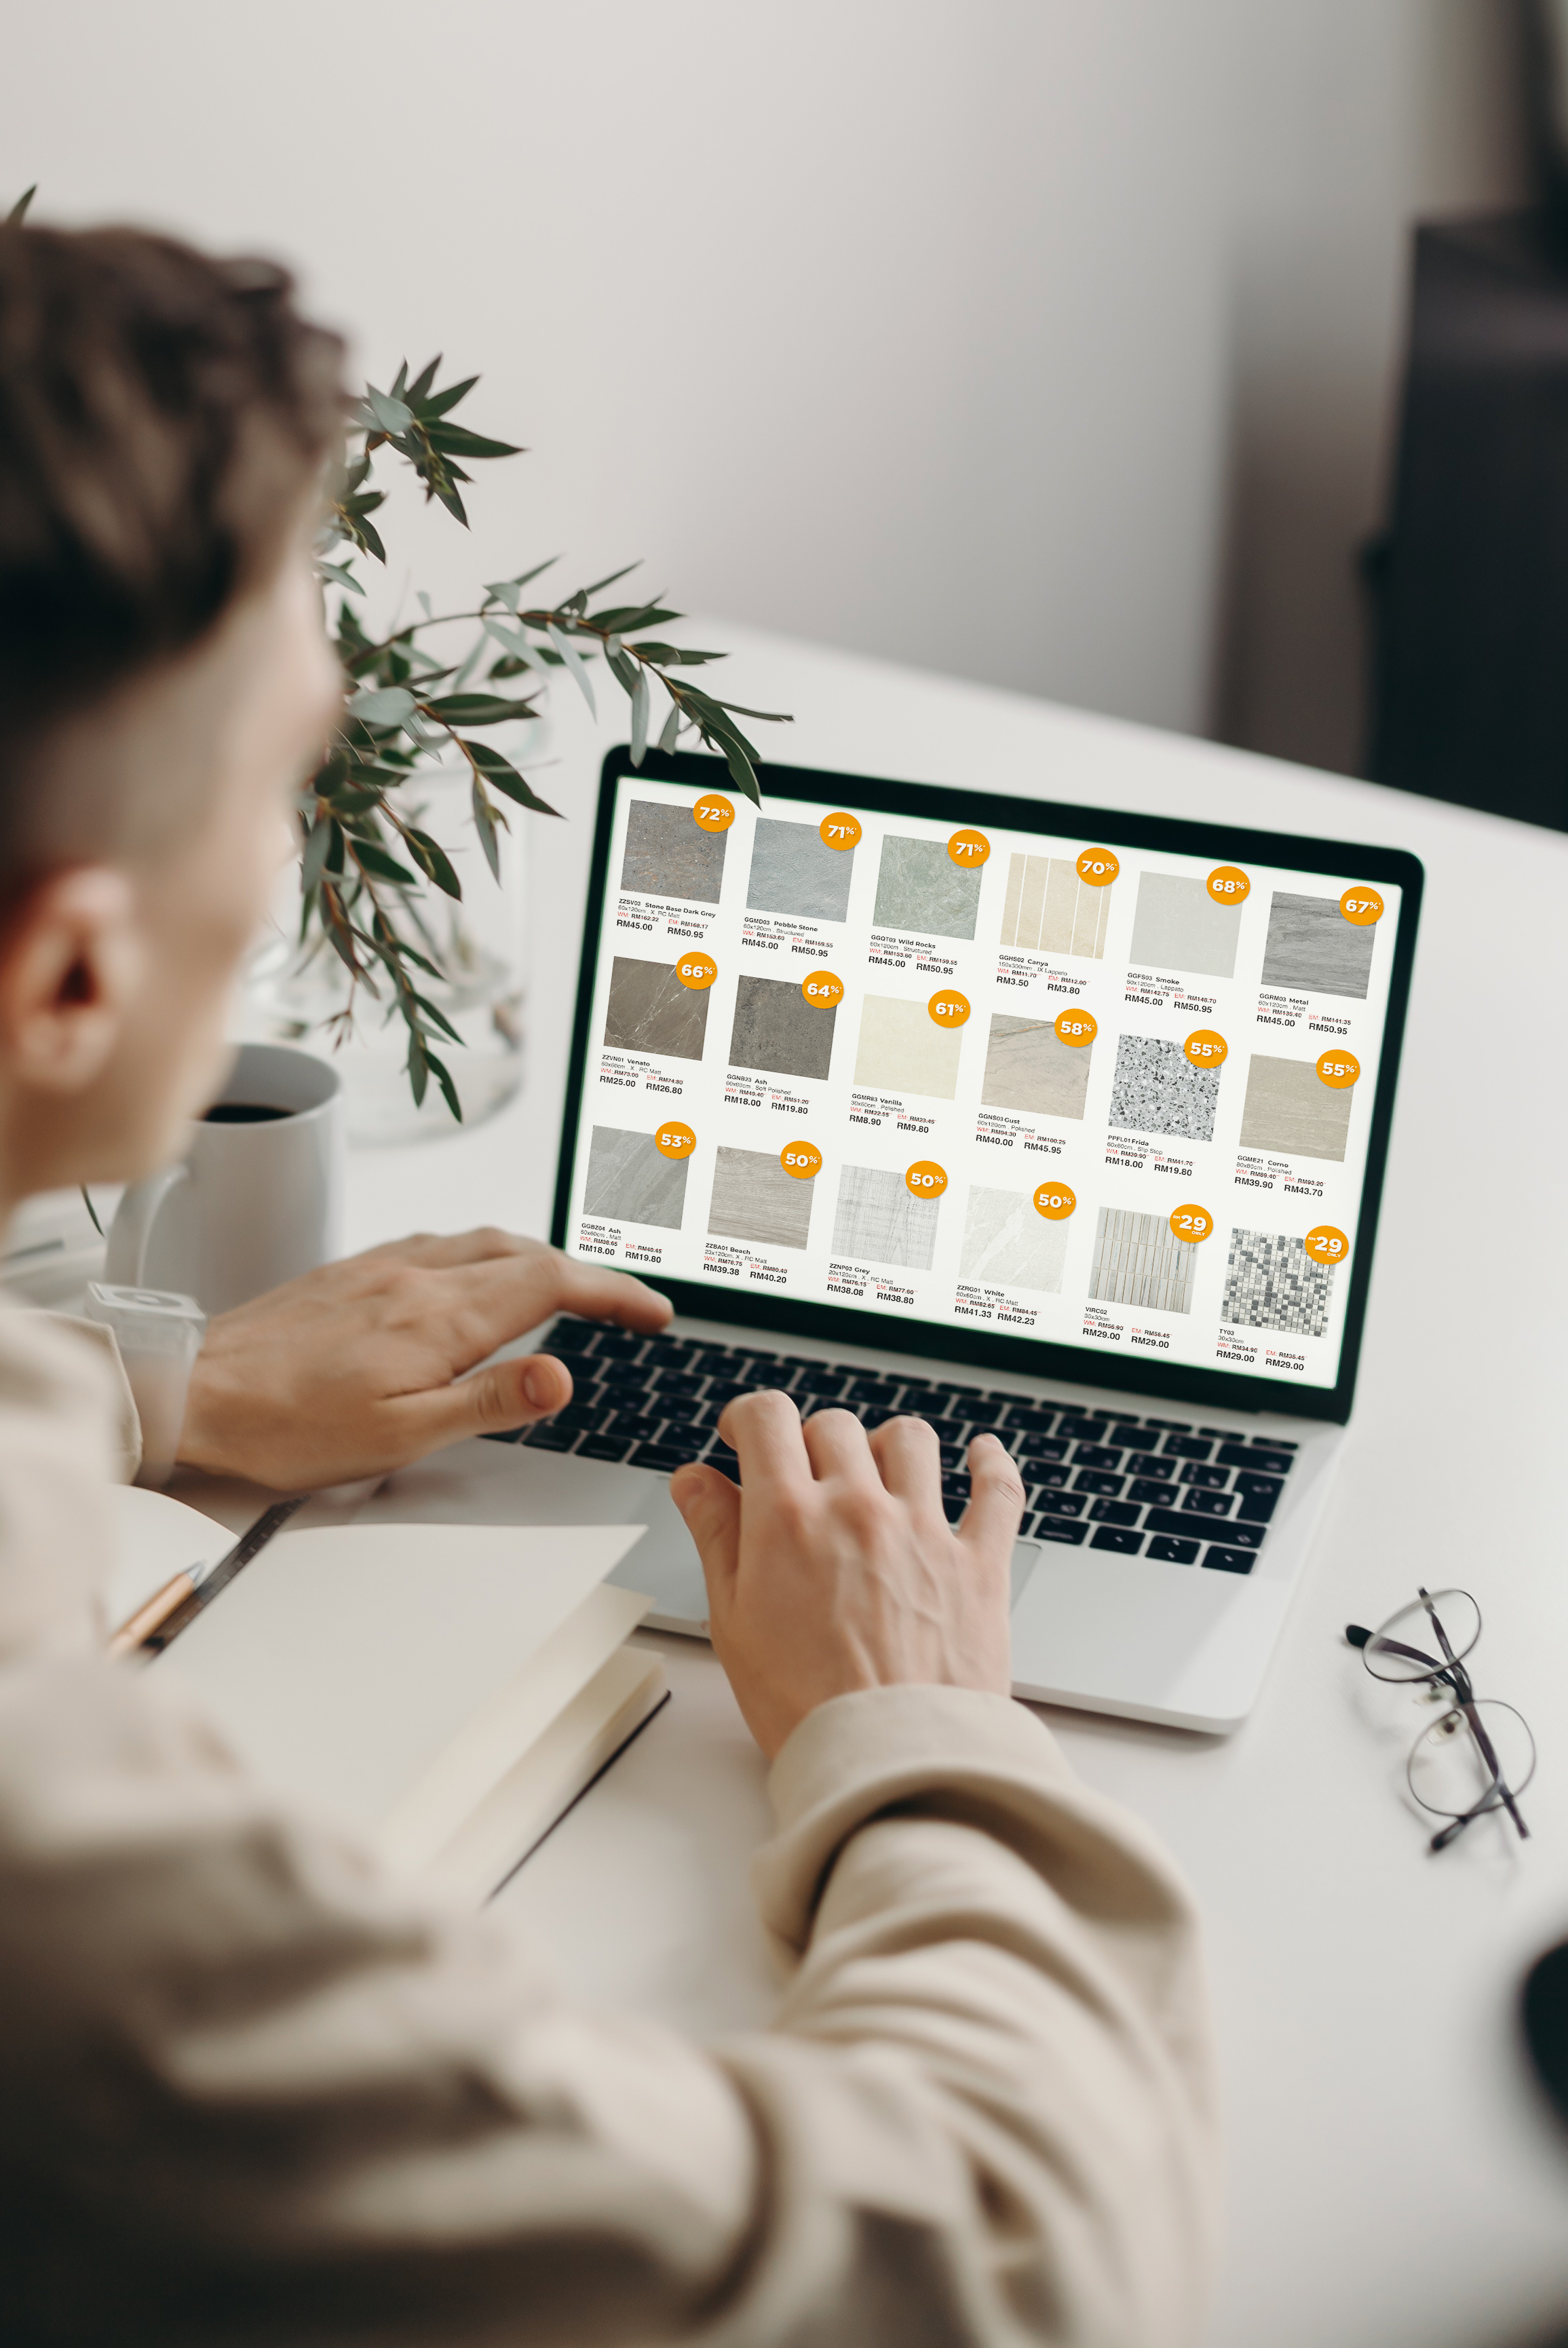 72%*
ZZSV03 Stone Base Dark Grey
60x120cm . X . RC Matt
WM: RM162.22 EM: RM168.17
RM45.00 RM50.95
71%*
GGMD03 Pebble Stone
60x120cm . Structured
WM: RM153.60 EM: RM159.55
RM45.00 RM50.95
71%*
GGQT03 Wild Rocks
60x120cm . Structured
WM: RM153.60 EM: RM159.55
RM45.00 RM50.95
70%*
GGHS02 Canya
150x300mm . IX Lappato
WM: RM11.70 EM: RM12.00
RM3.50 RM3.80
68%*
GGFS03 Smoke
60x120cm . Lappato
WM: RM142.75 EM: RM148.70
RM45.00 RM50.95
67%*
GGRM03 Metal
60x120cm . Matt
WM: RM135.40 EM: RM141.35
RM45.00 RM50.95
66%*
ZZVN01 Venato
60x60cm . X . RC Matt
WM: RM73.00 EM: RM74.80
RM25.00 RM26.80
64%*
GGNB23 Ash
60x60cm . Soft Polished
WM: RM49.40 EM: RM51.20
RM18.00 RM19.80
61%*
GGMR83 Vanilla
30x60cm . Polished
WM: RM22.55 EM: RM23.45
RM8.90 RM9.80
58%*
GGNS03 Gust
60x120cm . Polished
WM: RM94.30 EM: RM100.25
RM40.00 RM45.95
55%*
PPFL01 Frida
60x60cm . Slip Stop
WM: RM39.90 EM: RM41.70
RM18.00 RM19.80
55%*
GGME21 Corno
80x80cm . Polished
WM: RM89.40 EM: RM93.20
RM39.90 RM43.70
53%*
GGBZ04 Ash
60x60cm . Matt
WM: RM38.65 EM: RM40.45
RM18.00 RM19.80
50%*
ZZBA01 Beach
20x120cm . X . RC Matt
WM: RM78.75 EM: RM80.40
RM39.38 RM40.20
50%*
ZZNP03 Grey
20x120cm . X . RC Matt
WM: RM76.15 EM: RM77.60
RM38.08 RM38.80
50%*
ZZRG01 White
60x60cm . X . RC Matt
WM: RM82.65 EM: RM84.45
RM41.33 RM42.23
RM29 ONLY
VIRC02
30x30cm
WM: RM55.90 EM: RM56.45
RM29.00 RM29.00
RM29 ONLY
TY03
30x30cm
WM: RM34.90 EM: RM35.45
RM29.00 RM29.00